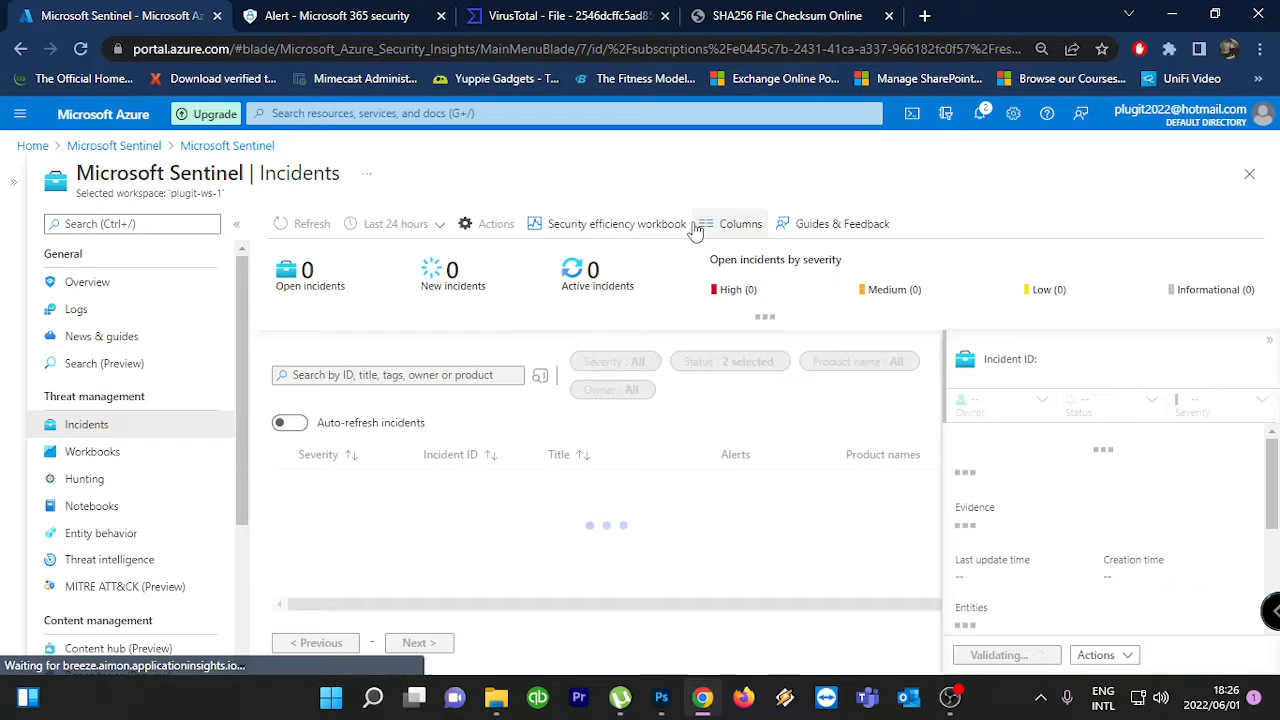 Microsoft Sentinel - Microsoft Az
Alert - Microsoft 365 security
VirusTotal - File - 2546dcffc5ad85
SHA256 File Checksum Online
portal.azure.com/#blade/Microsoft_Azure_Security_Insights/MainMenuBlade/7/id/%2Fsubscriptions%2Fe0445c7b-2431-41ca-a337-966182fc0f57%2Fres...
The Official Home...
Download verified t...
Mimecast Administ...
Yuppie Gadgets - T...
The Fitness Model...
Exchange Online Po...
Manage SharePoint...
Browse our Courses...
UniFi Video
»
Microsoft Azure
Upgrade
Search resources, services, and docs (G+/)
2
plugit2022@hotmail.com
DEFAULT DIRECTORY
Home > Microsoft Sentinel > Microsoft Sentinel
Microsoft Sentinel | Incidents ...
Selected workspace: 'plugit-ws-1'
Search (Ctrl+/)
«
Refresh
Last 24 hours
Actions
Security efficiency workbook
Columns
Guides & Feedback
General
Overview
Logs
News & guides
Search (Preview)
Threat management
Incidents
Workbooks
Hunting
Notebooks
Entity behavior
Threat intelligence
MITRE ATT&CK (Preview)
Content management
Content hub (Preview)
0
Open incidents
0
New incidents
0
Active incidents
Open incidents by severity
High (0)
Medium (0)
Low (0)
Informational (0)
Search by ID, title, tags, owner or product
Severity : All
Status : 2 selected
Product name : All
Owner : All
Auto-refresh incidents
Severity ↑↓
Incident ID ↑↓
Title ↑↓
Alerts
Product names
< Previous
-
Next >
Incident ID:
--
Owner
--
Status
--
Severity
Evidence
Last update time
--
Creation time
--
Entities
Validating...
Actions
Waiting for breeze.aimon.applicationinsights.io...
ENG
INTL
18:26
2022/06/01
1